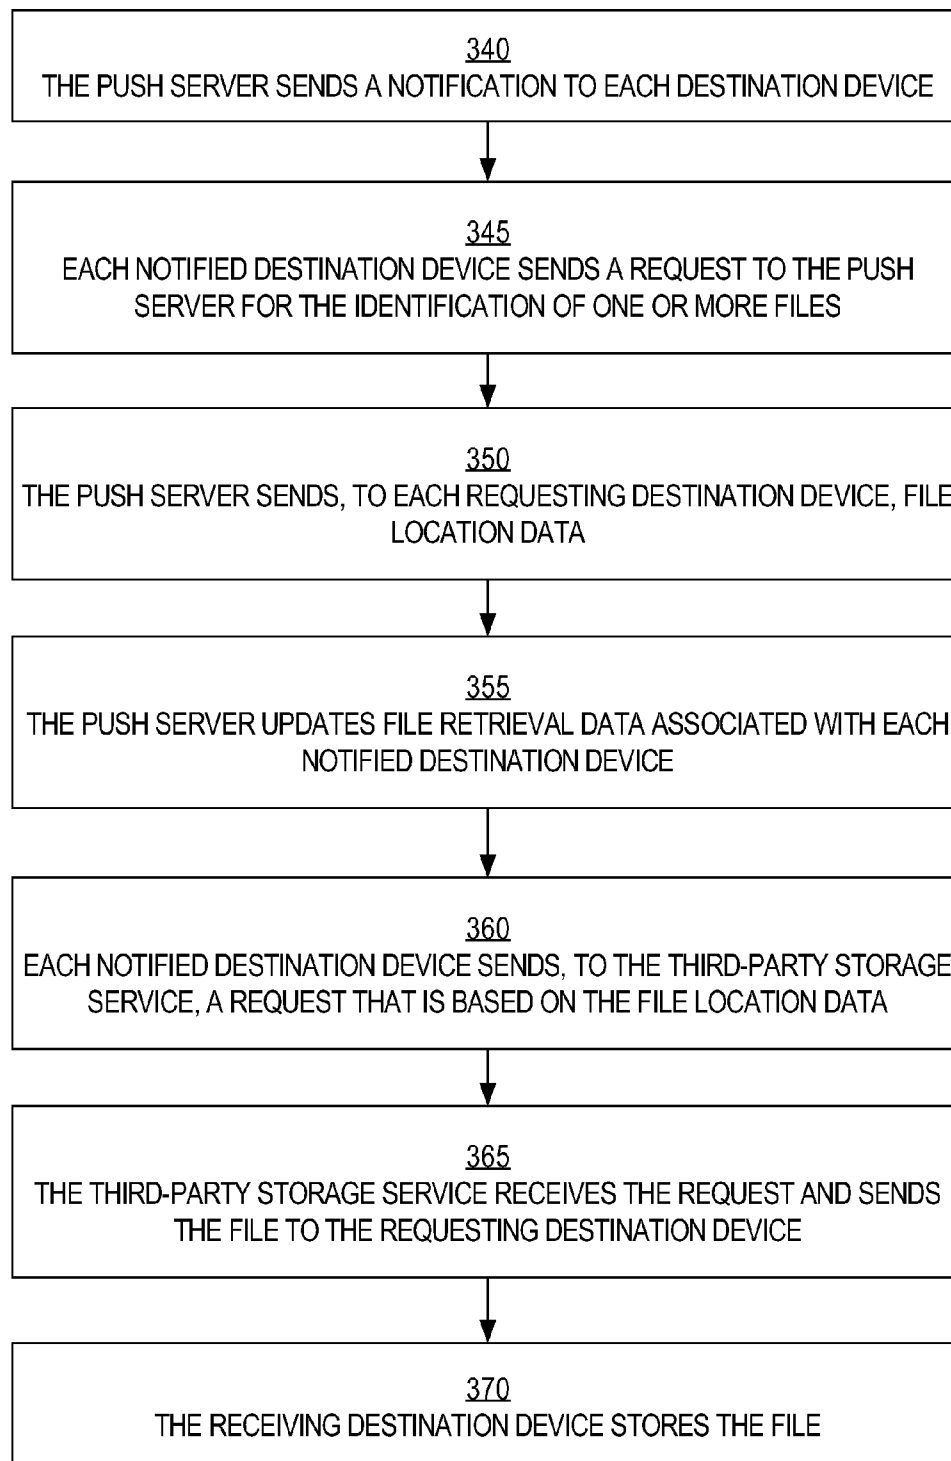 340
THE PUSH SERVER SENDS A NOTIFICATION TO EACH DESTINATION DEVICE
345
EACH NOTIFIED DESTINATION DEVICE SENDS A REQUEST TO THE PUSH
SERVER FOR THE IDENTIFICATION OF ONE OR MORE FILES
350
THE PUSH SERVER SENDS, TO EACH REQUESTING DESTINATION DEVICE, FILE
LOCATION DATA
355
THE PUSH SERVER UPDATES FILE RETRIEVAL DATA ASSOCIATED WITH EACH
NOTIFIED DESTINATION DEVICE
360
EACH NOTIFIED DESTINATION DEVICE SENDS, TO THE THIRD-PARTY STORAGE
SERVICE, A REQUEST THAT IS BASED ON THE FILE LOCATION DATA
365
THE THIRD-PARTY STORAGE SERVICE RECEIVES THE REQUEST AND SENDS
THE FILE TO THE REQUESTING DESTINATION DEVICE
370
THE RECEIVING DESTINATION DEVICE STORES THE FILE